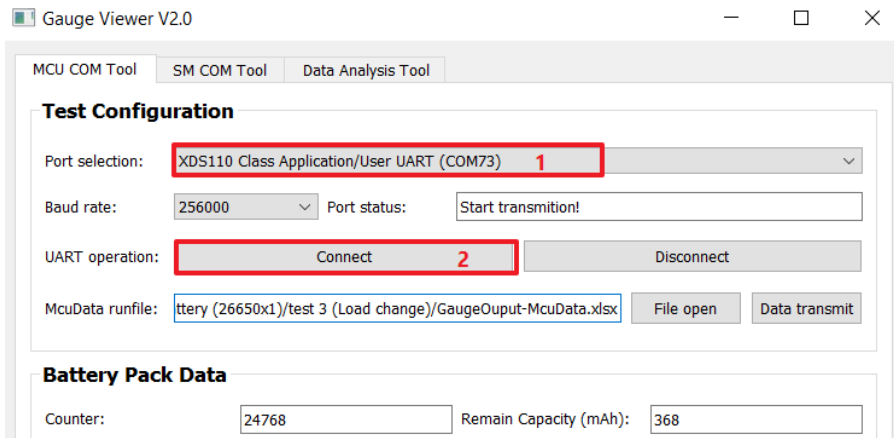 Gauge Viewer V2.0
MCU COM Tool SM COM Tool Data Analysis Tool
Test Configuration
Port selection: XDS110 Class Application/User UART (COM73) 1
Baud rate: 256000 Port status: Start transmition!
UART operation: Connect 2 Disconnect
McuData runfile: ttery (26650x1)/test 3 (Load change)/GaugeOuput-McuData.xlsx File open Data transmit
Battery Pack Data
Counter: 24768 Remain Capacity (mAh): 368